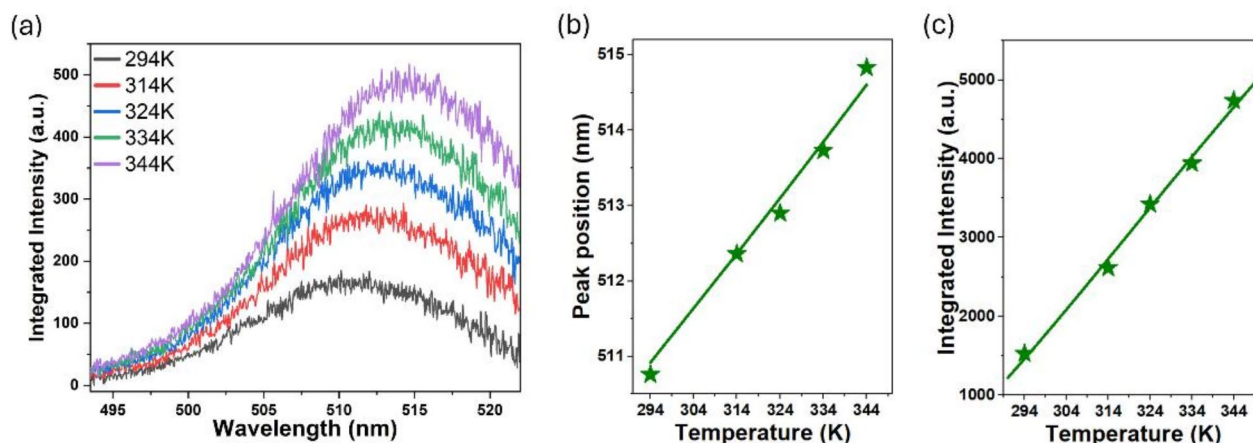 (a)
Integrated Intensity (a.u.)
500
400
300
200
100
0
294K
314K
324K
334K
344K
495 500 505 510 515 520
Wavelength (nm)
(b)
Peak position (nm)
515
514
513
512
511
294 304 314 324 334 344
Temperature (K)
(c)
Integrated Intensity (a.u.)
5000
4000
3000
2000
1000
294 304 314 324 334 344
Temperature (K)